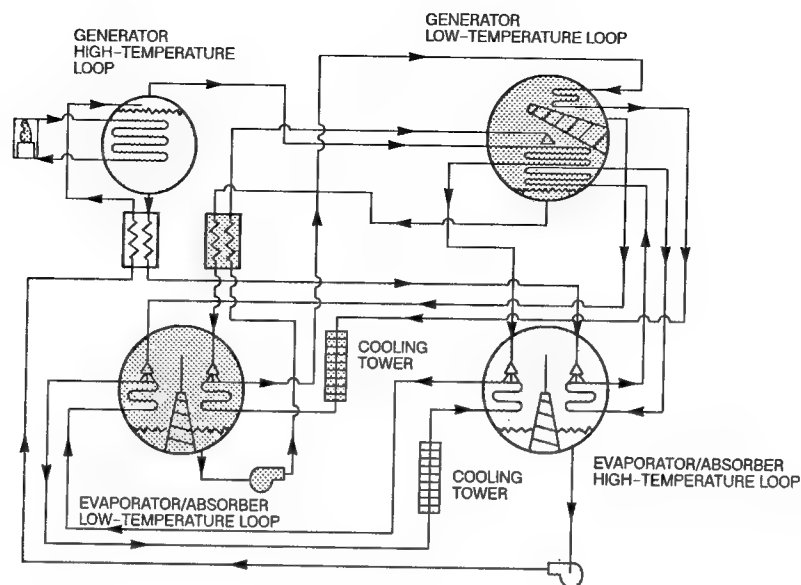 GENERATOR
HIGH-TEMPERATURE
LOOP
GENERATOR
LOW-TEMPERATURE LOOP
COOLING
TOWER
EVAPORATOR/ABSORBER
LOW-TEMPERATURE LOOP
COOLING
TOWER
EVAPORATOR/ABSORBER
HIGH-TEMPERATURE LOOP